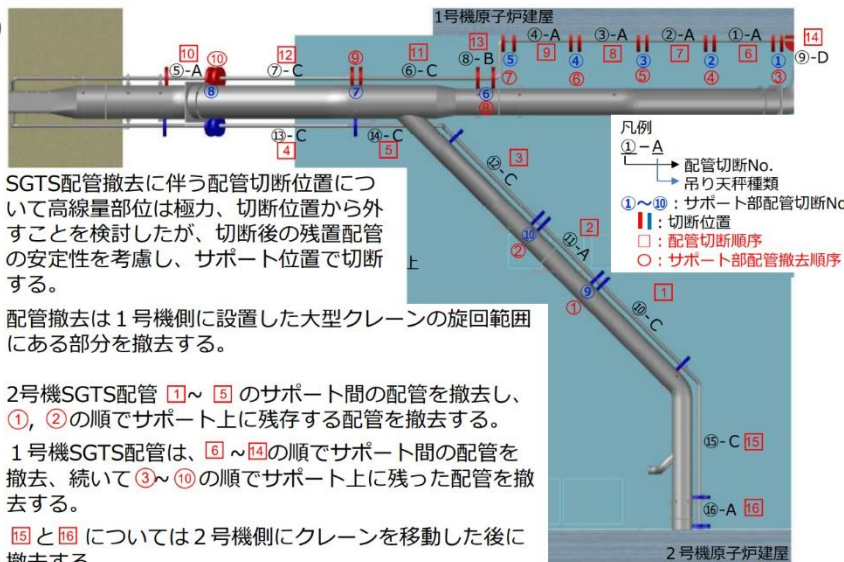 1号機原子炉建屋
④-A ③-A ②-A ①-A
14
10 12 11 13 9 8 7 6
⑤-A ⑩ ⑦-C ⑨ ⑥-C ⑧-B ⑤ ④ ③ ② ① ⑨-D
⑧ ⑦ ⑥ ⑦ ⑥ ⑤ ④ ③
⑧
⑬-C ⑭-C
4 5
⑫-C 3
⑩ ②
⑪-A 2
⑨ ①
⑩-C 1
凡例
①-A
配管切断No.
吊り天秤種類
①～⑩：サポート部配管切断No
：切断位置
□：配管切断順序
○：サポート部配管撤去順序
SGTS配管撤去に伴う配管切断位置につ
いて高線量部位は極力、切断位置から外
すことを検討したが、切断後の残置配管
の安定性を考慮し、サポート位置で切断
する。
上
配管撤去は１号機側に設置した大型クレーンの旋回範囲
にある部分を撤去する。
2号機SGTS配管 1～ 5 のサポート間の配管を撤去し、
①, ②の順でサポート上に残存する配管を撤去する。
１号機SGTS配管は、6 ～14の順でサポート間の配管を
撤去、続いて③～⑩の順でサポート上に残った配管を撤
去する。
15 と16 については２号機側にクレーンを移動した後に
撤去する
⑮-C 15
⑯-A 16
２号機原子炉建屋